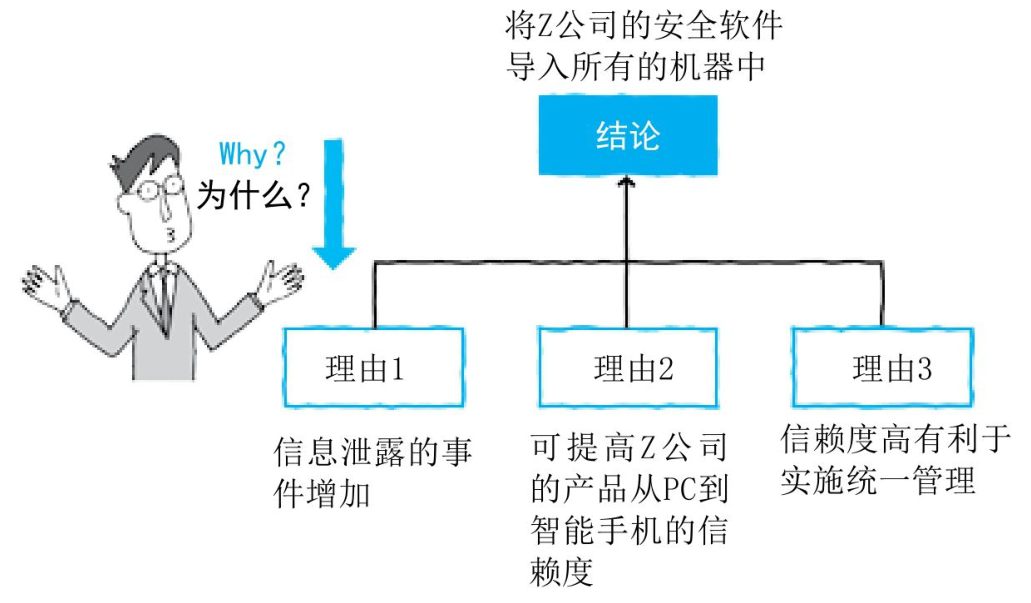 将Z公司的安全软件
导入所有的机器中
结论
Why?
为什么?
理由1
理由2
理由3
信息泄露的事
件增加
可提高Z公司
的产品从PC到
智能手机的信
赖度
信赖度高有利于
实施统一管理